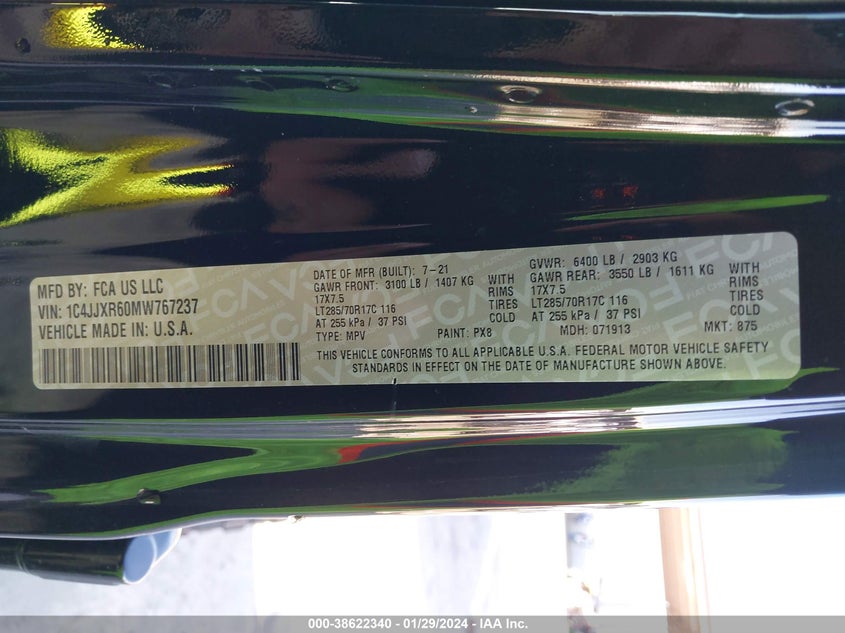 MFD BY: FCA US LLC
VIN: 1C4JJXR60MW767237
VEHICLE MADE IN U.S.A.
DATE OF MFR (BUILT): 7-21
GAWR FRONT: 3100 LB / 1407 KG WITH
17X7.5 RIMS
LT285/70R17C 116 TIRES
AT 255 kPa / 37 PSI COLD
TYPE: MPV PAINT: PX8
GVWR: 6400 LB / 2903 KG
GAWR REAR: 3550 LB / 1611 KG WITH
17X7.5 RIMS
LT285/70R17C 116 TIRES
AT 255 kPa / 37 PSI COLD
MDH: 071913 MKT: 875
THIS VEHICLE CONFORMS TO ALL APPLICABLE U.S.A. FEDERAL MOTOR VEHICLE SAFETY
STANDARDS IN EFFECT ON THE DATE OF MANUFACTURE SHOWN ABOVE.
000-38622340 - 01/29/2024 - IAA Inc.